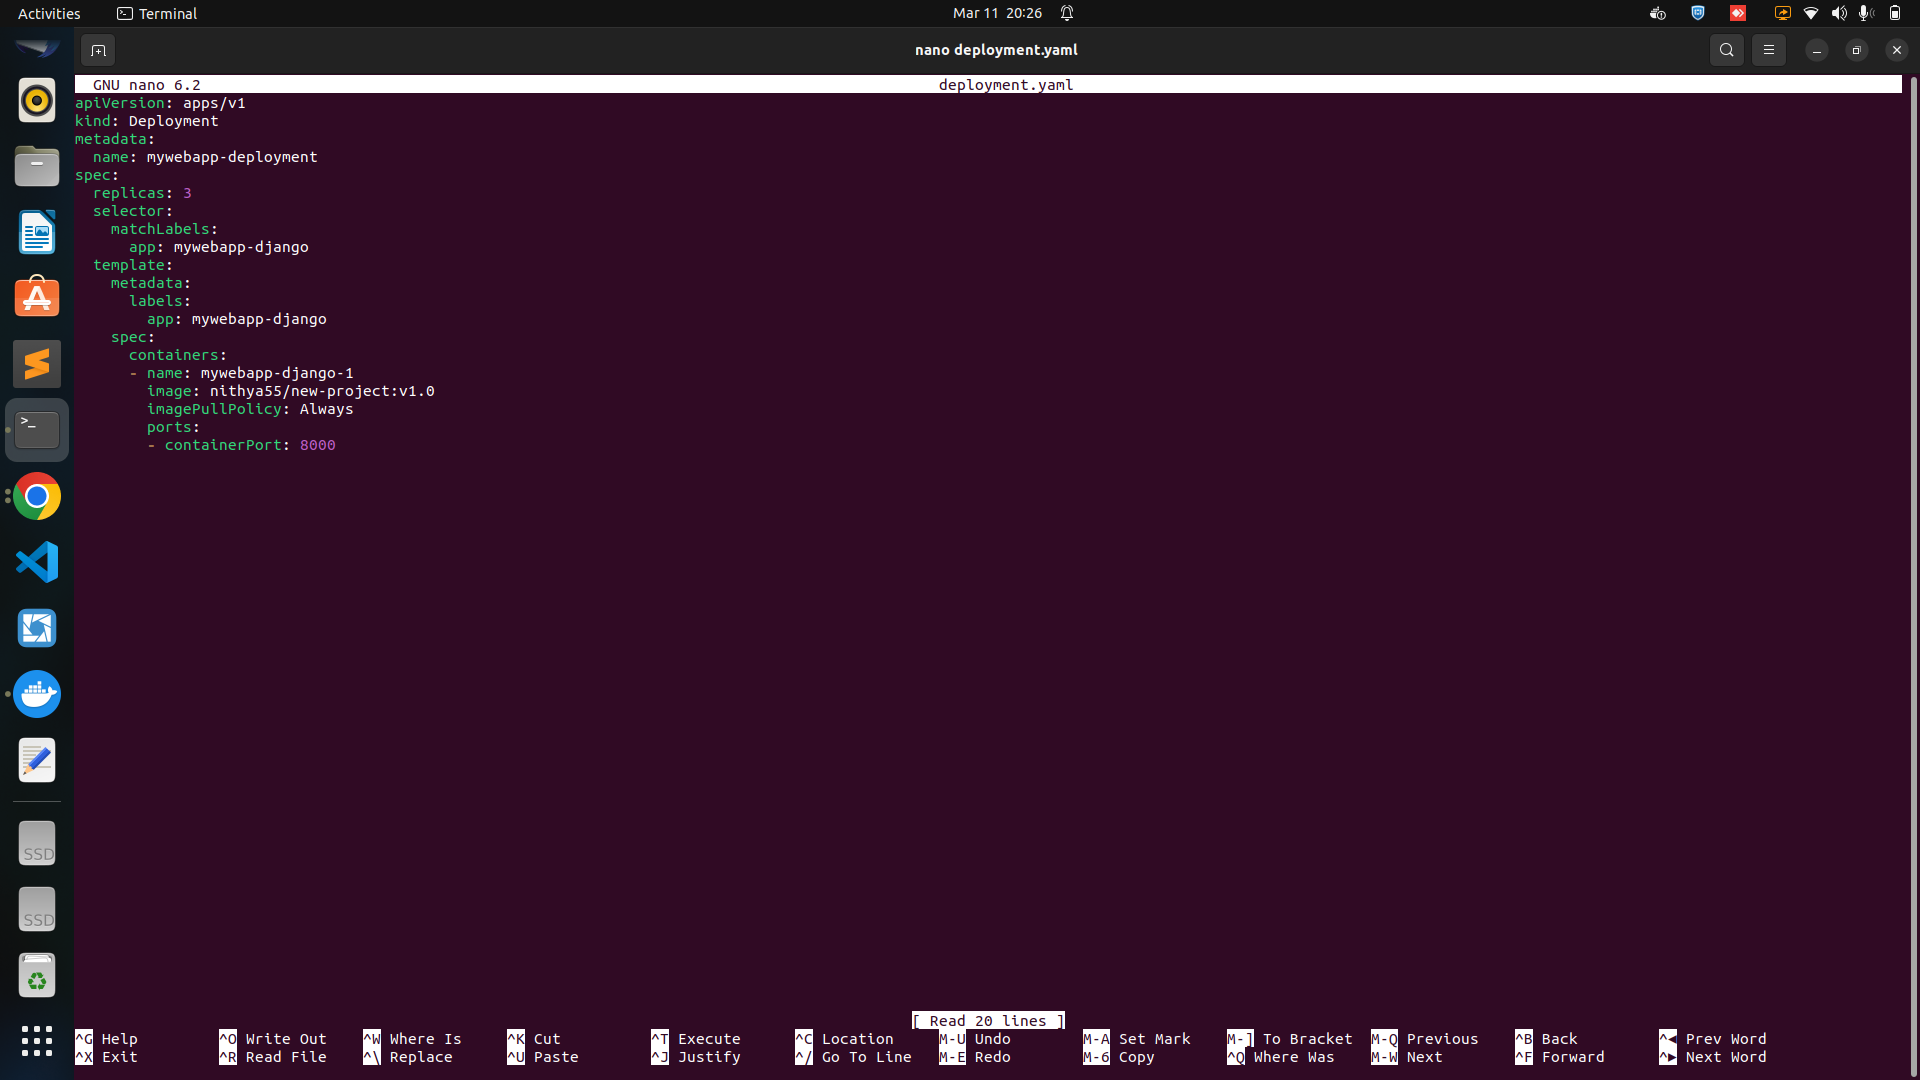 Activities Terminal Mar 11 20:26
nano deployment.yaml
GNU nano 6.2 deployment.yaml
apiVersion: apps/v1
kind: Deployment
metadata:
  name: mywebapp-deployment
spec:
  replicas: 3
  selector:
    matchLabels:
      app: mywebapp-django
  template:
    metadata:
      labels:
        app: mywebapp-django
    spec:
      containers:
      - name: mywebapp-django-1
        image: nithya55/new-project:v1.0
        imagePullPolicy: Always
        ports:
        - containerPort: 8000
>_
SSD
SSD
[ Read 20 lines ]
^G Help ^O Write Out ^W Where Is ^K Cut ^T Execute ^C Location M-U Undo M-A Set Mark M-] To Bracket M-Q Previous ^B Back ^◀ Prev Word
^X Exit ^R Read File ^\ Replace ^U Paste ^J Justify ^/ Go To Line M-E Redo M-6 Copy ^Q Where Was M-W Next ^F Forward ^▶ Next Word